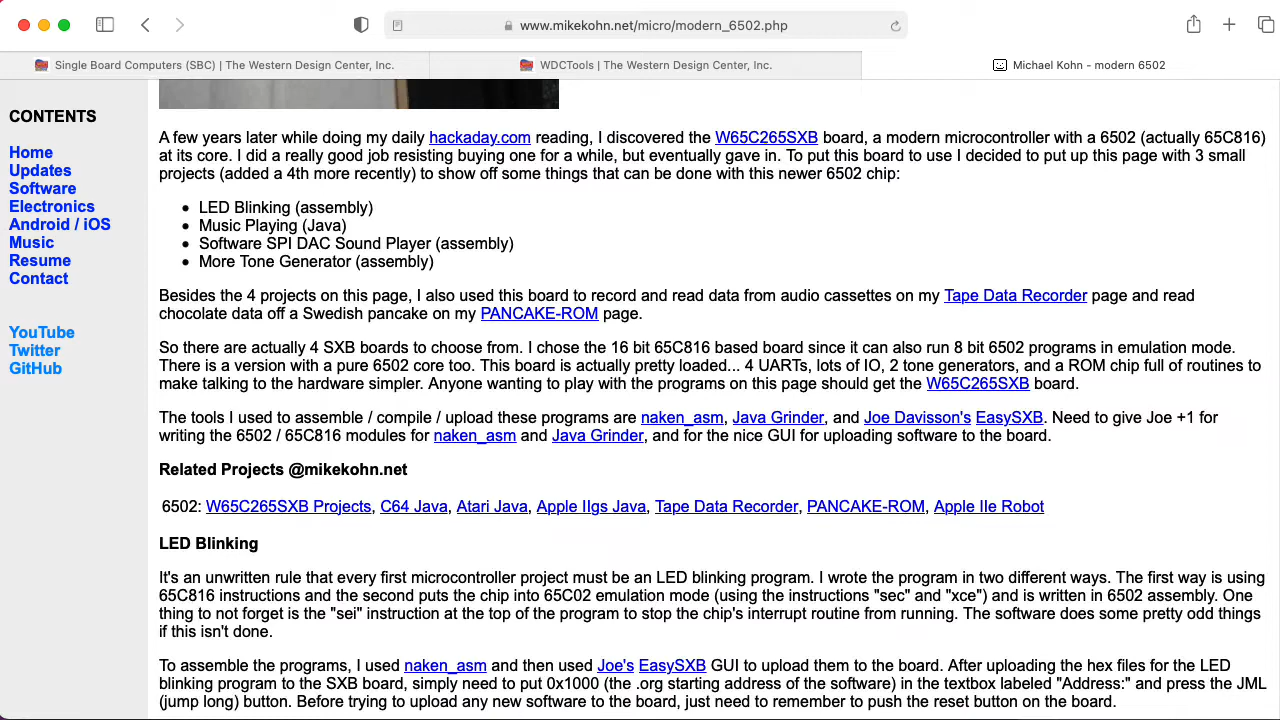 www.mikekohn.net/micro/modern_6502.php
Single Board Computers (SBC) | The Western Design Center, Inc.
WDCTools | The Western Design Center, Inc.
Michael Kohn - modern 6502
CONTENTS
Home
Updates
Software
Electronics
Android / iOS
Music
Resume
Contact
YouTube
Twitter
GitHub
A few years later while doing my daily hackaday.com reading, I discovered the W65C265SXB board, a modern microcontroller with a 6502 (actually 65C816)
at its core. I did a really good job resisting buying one for a while, but eventually gave in. To put this board to use I decided to put up this page with 3 small
projects (added a 4th more recently) to show off some things that can be done with this newer 6502 chip:
• LED Blinking (assembly)
• Music Playing (Java)
• Software SPI DAC Sound Player (assembly)
• More Tone Generator (assembly)
Besides the 4 projects on this page, I also used this board to record and read data from audio cassettes on my Tape Data Recorder page and read
chocolate data off a Swedish pancake on my PANCAKE-ROM page.
So there are actually 4 SXB boards to choose from. I chose the 16 bit 65C816 based board since it can also run 8 bit 6502 programs in emulation mode.
There is a version with a pure 6502 core too. This board is actually pretty loaded... 4 UARTs, lots of IO, 2 tone generators, and a ROM chip full of routines to
make talking to the hardware simpler. Anyone wanting to play with the programs on this page should get the W65C265SXB board.
The tools I used to assemble / compile / upload these programs are naken_asm, Java Grinder, and Joe Davisson's EasySXB. Need to give Joe +1 for
writing the 6502 / 65C816 modules for naken_asm and Java Grinder, and for the nice GUI for uploading software to the board.
Related Projects @mikekohn.net
6502: W65C265SXB Projects, C64 Java, Atari Java, Apple IIgs Java, Tape Data Recorder, PANCAKE-ROM, Apple IIe Robot
LED Blinking
It's an unwritten rule that every first microcontroller project must be an LED blinking program. I wrote the program in two different ways. The first way is using
65C816 instructions and the second puts the chip into 65C02 emulation mode (using the instructions "sec" and "xce") and is written in 6502 assembly. One
thing to not forget is the "sei" instruction at the top of the program to stop the chip's interrupt routine from running. The software does some pretty odd things
if this isn't done.
To assemble the programs, I used naken_asm and then used Joe's EasySXB GUI to upload them to the board. After uploading the hex files for the LED
blinking program to the SXB board, simply need to put 0x1000 (the .org starting address of the software) in the textbox labeled "Address:" and press the JML
(jump long) button. Before trying to upload any new software to the board, just need to remember to push the reset button on the board.